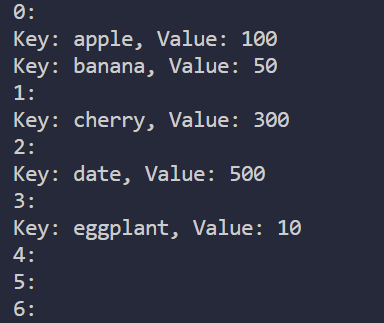 0:
Key: apple, Value: 100
Key: banana, Value: 50
1:
Key: cherry, Value: 300
2:
Key: date, Value: 500
3:
Key: eggplant, Value: 10
4:
5:
6: